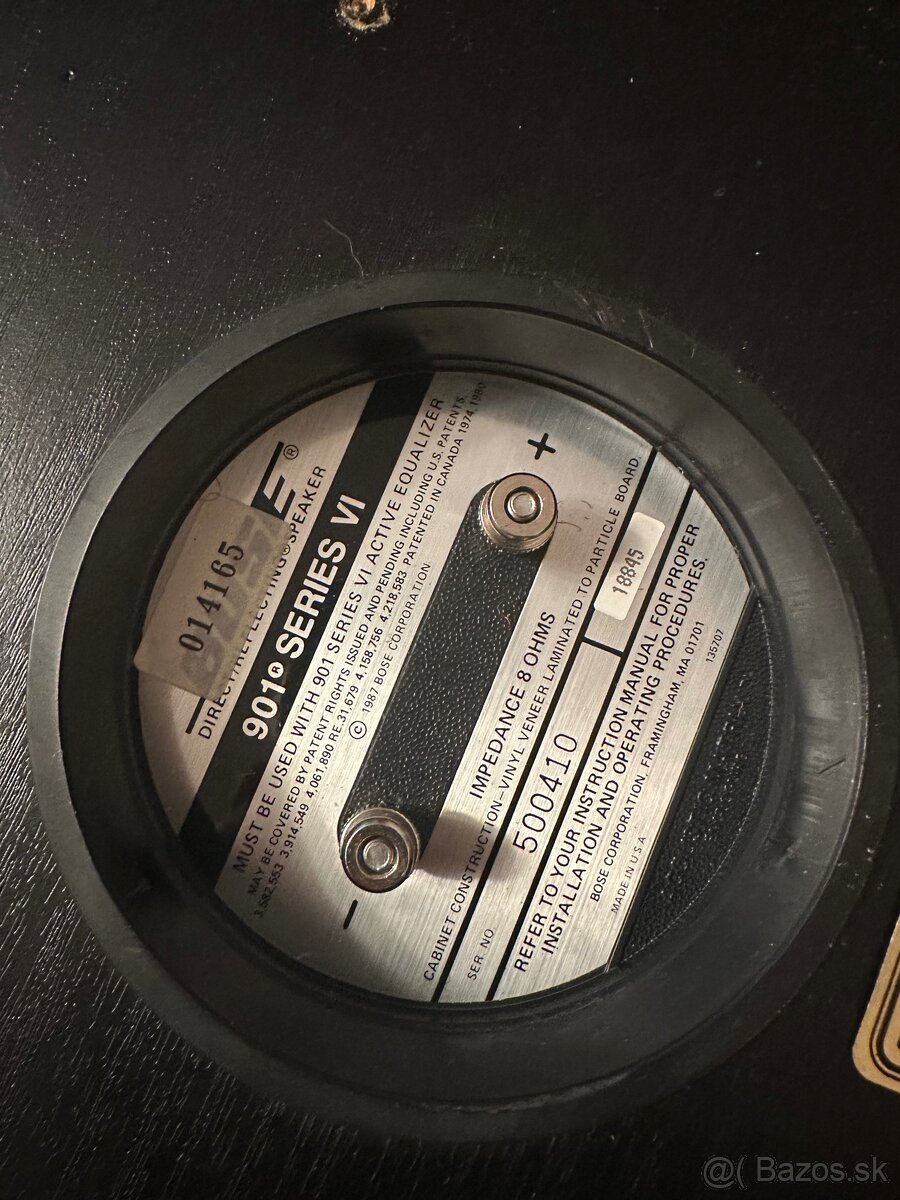 014165
DIRECT/REFLECTING® SPEAKER
901® SERIES VI
MUST BE USED WITH 901 SERIES VI ACTIVE EQUALIZER
MAY BE COVERED BY PATENT RIGHTS ISSUED AND PENDING INCLUDING U.S. PATENTS,
3,582,553 3,914,549 4,061,890 RE.31,679 4,158,756 4,218,583 PATENTED IN CANADA 1974, 1980
© 1987 BOSE CORPORATION
+
-
IMPEDANCE 8 OHMS
CABINET CONSTRUCTION-VINYL VENEER LAMINATED TO PARTICLE BOARD.
SER. NO
500410
18845
REFER TO YOUR INSTRUCTION MANUAL FOR PROPER
INSTALLATION AND OPERATING PROCEDURES.
BOSE CORPORATION, FRAMINGHAM, MA 01701
MADE IN U.S.A.
135707
@( Bazos.sk